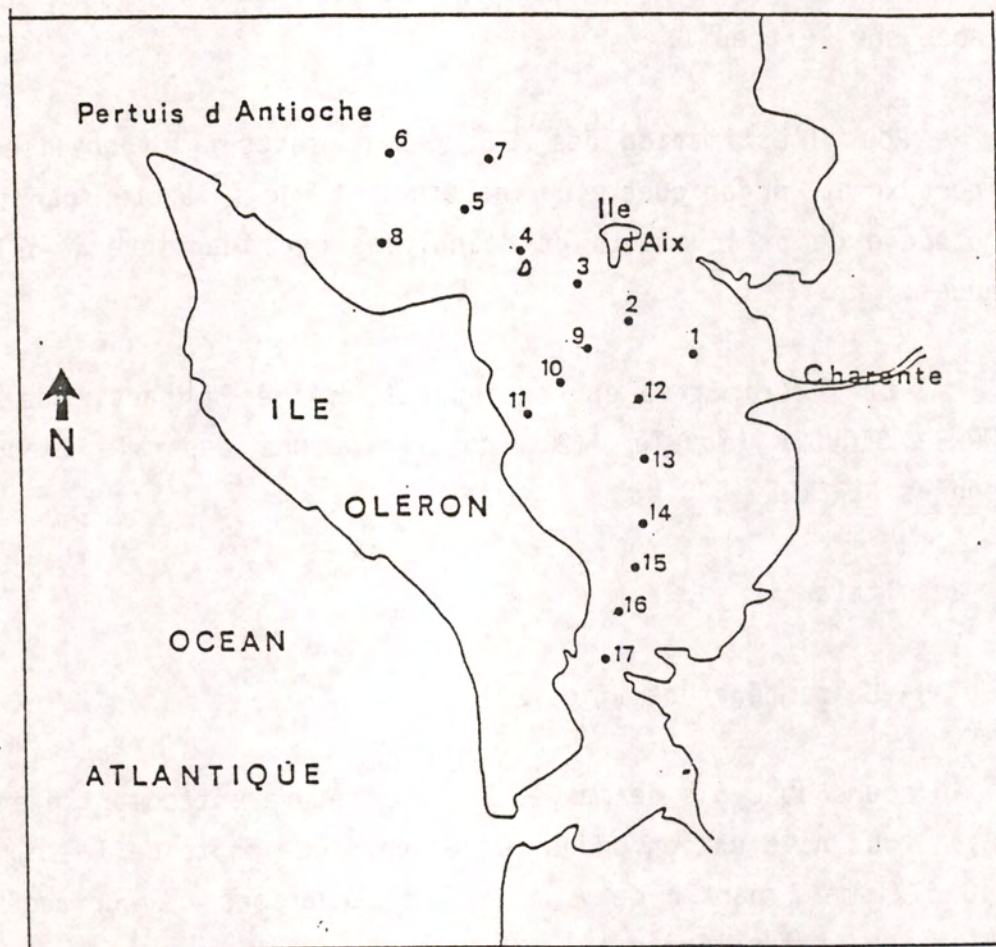 Pertuis d Antioche
6
7
5
Ile
d'Aix
8
4
3
2
1
9
Charente
10
12
11
ILE
N
13
OLERON
14
15
16
OCEAN
17
ATLANTIQUE